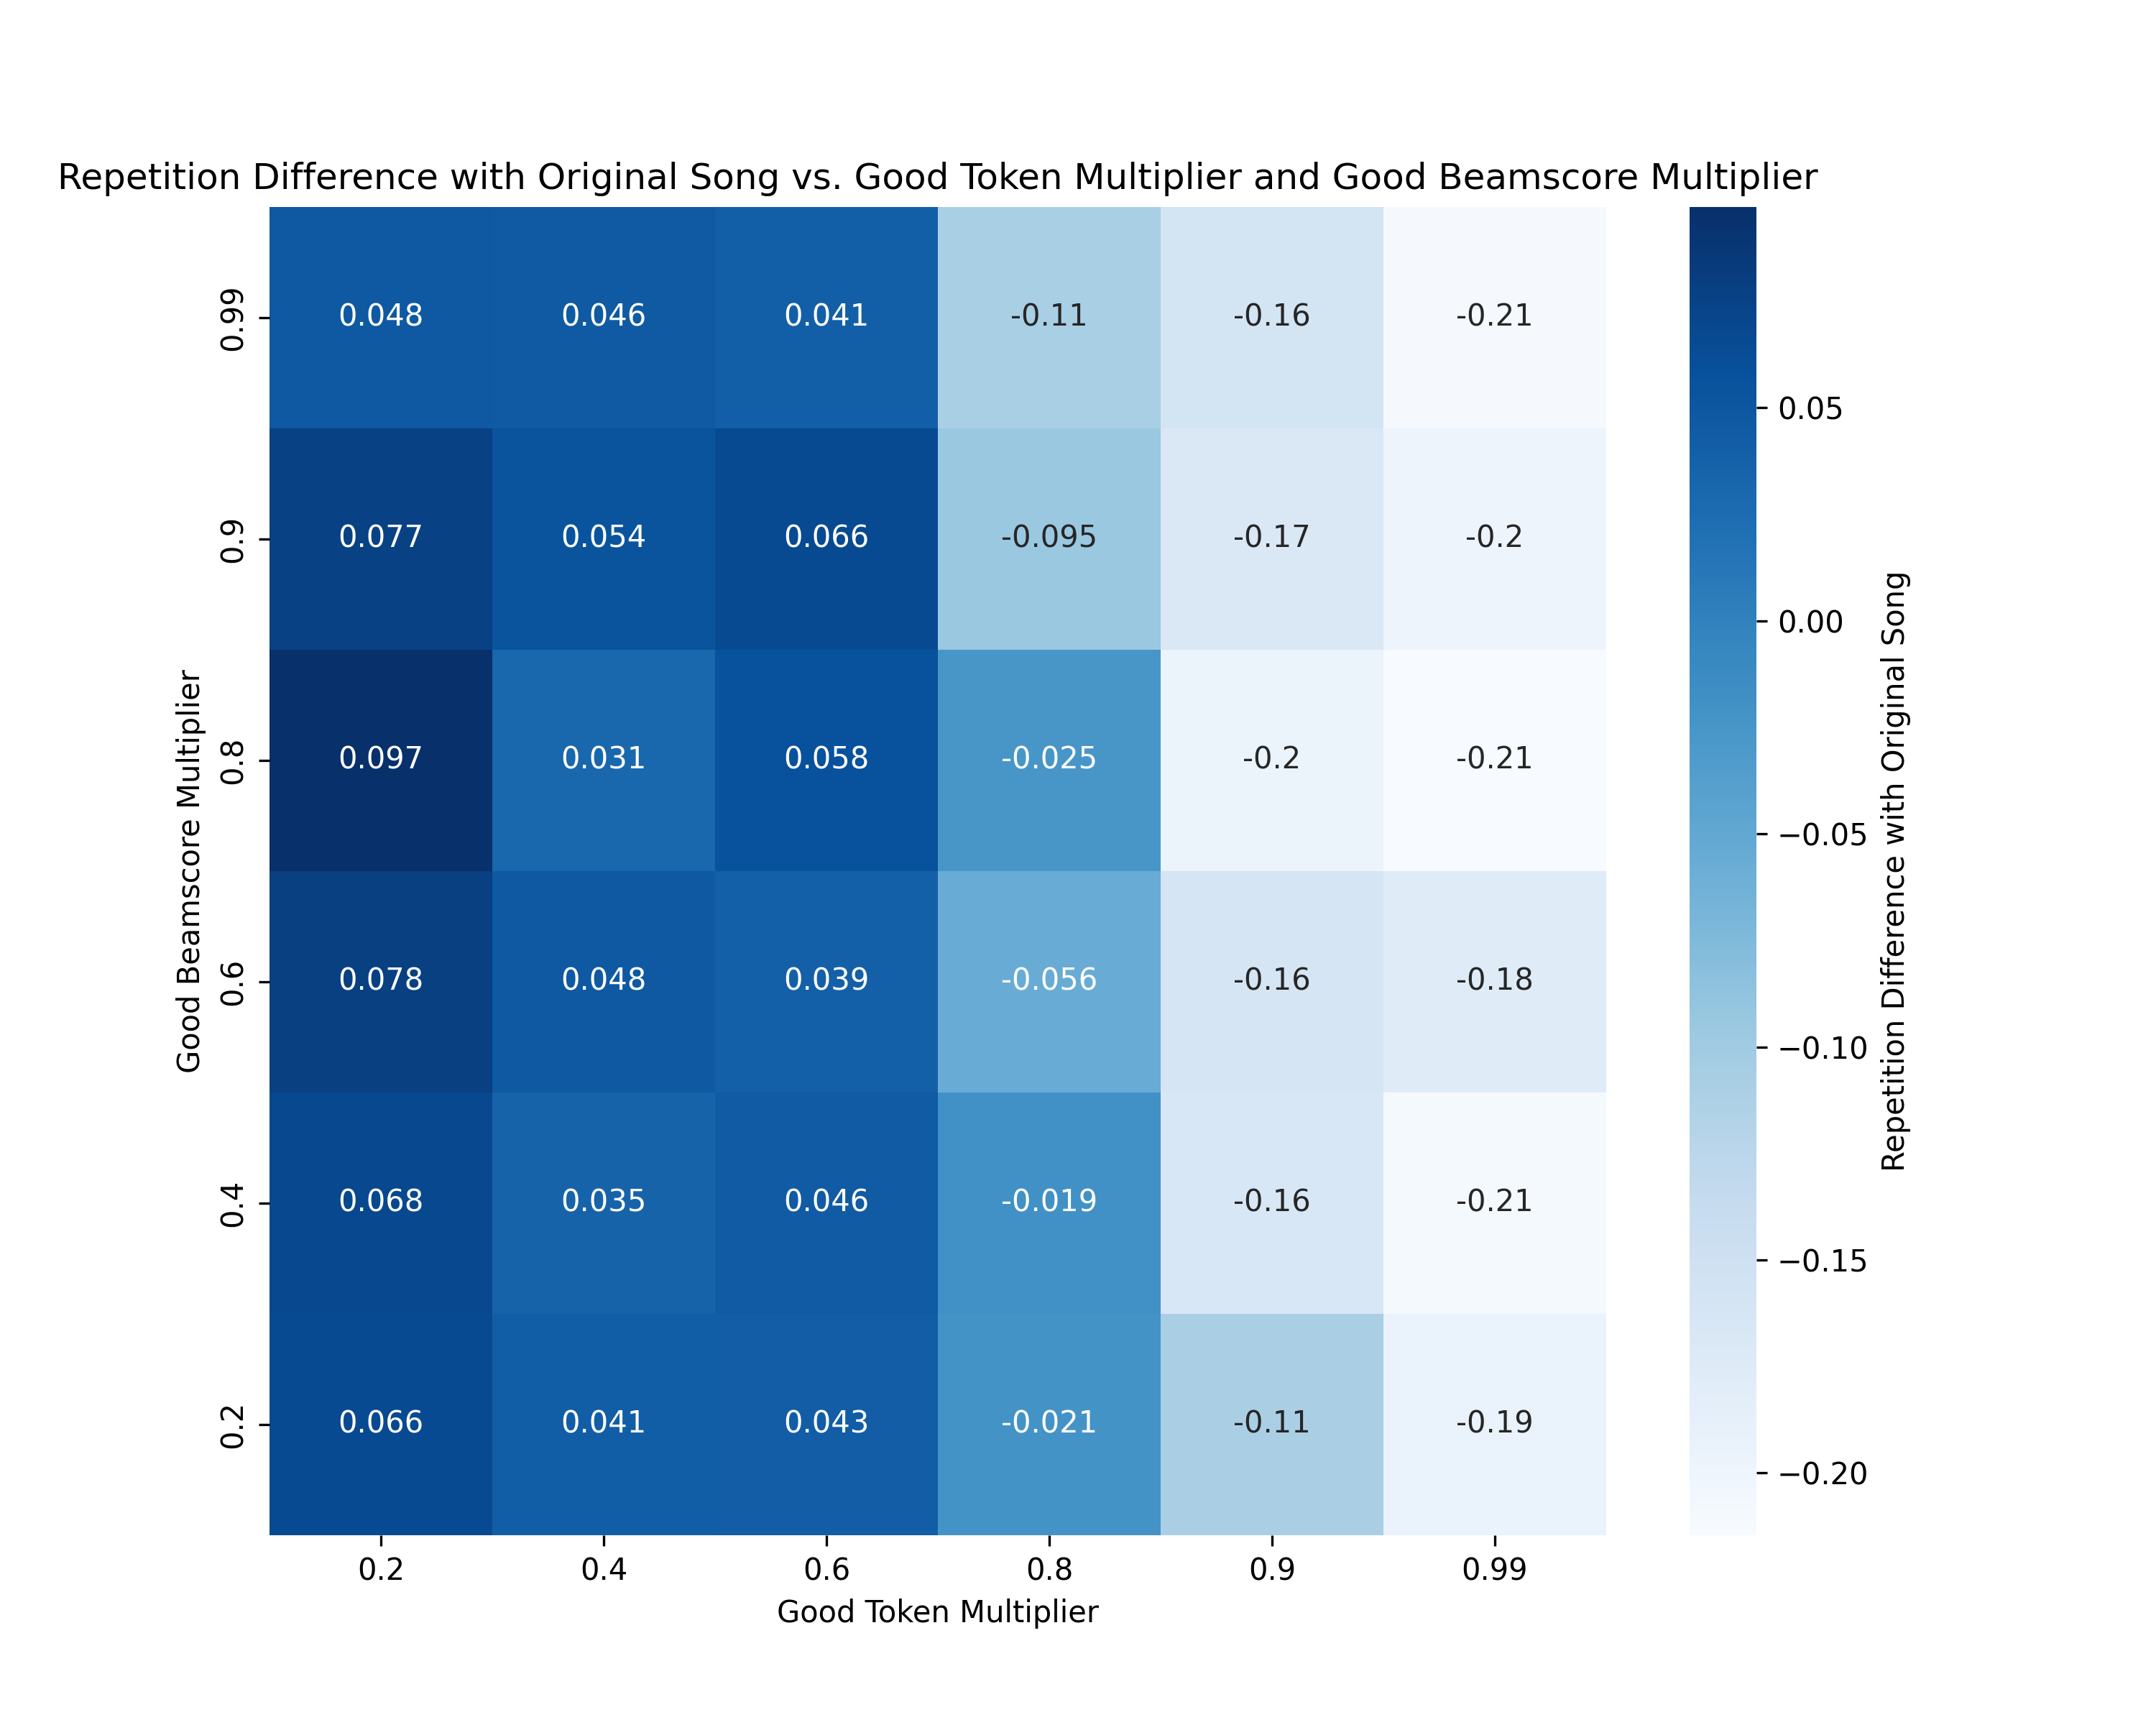 Repetition Difference with Original Song vs. Good Token Multiplier and Good Beamscore Multiplier
Good Beamscore Multiplier
0.99 0.048 0.046 0.041 -0.11 -0.16 -0.21
0.9 0.077 0.054 0.066 -0.095 -0.17 -0.2
0.8 0.097 0.031 0.058 -0.025 -0.2 -0.21
0.6 0.078 0.048 0.039 -0.056 -0.16 -0.18
0.4 0.068 0.035 0.046 -0.019 -0.16 -0.21
0.2 0.066 0.041 0.043 -0.021 -0.11 -0.19
0.2 0.4 0.6 0.8 0.9 0.99
Good Token Multiplier
0.05
0.00
−0.05
−0.10
−0.15
−0.20
Repetition Difference with Original Song